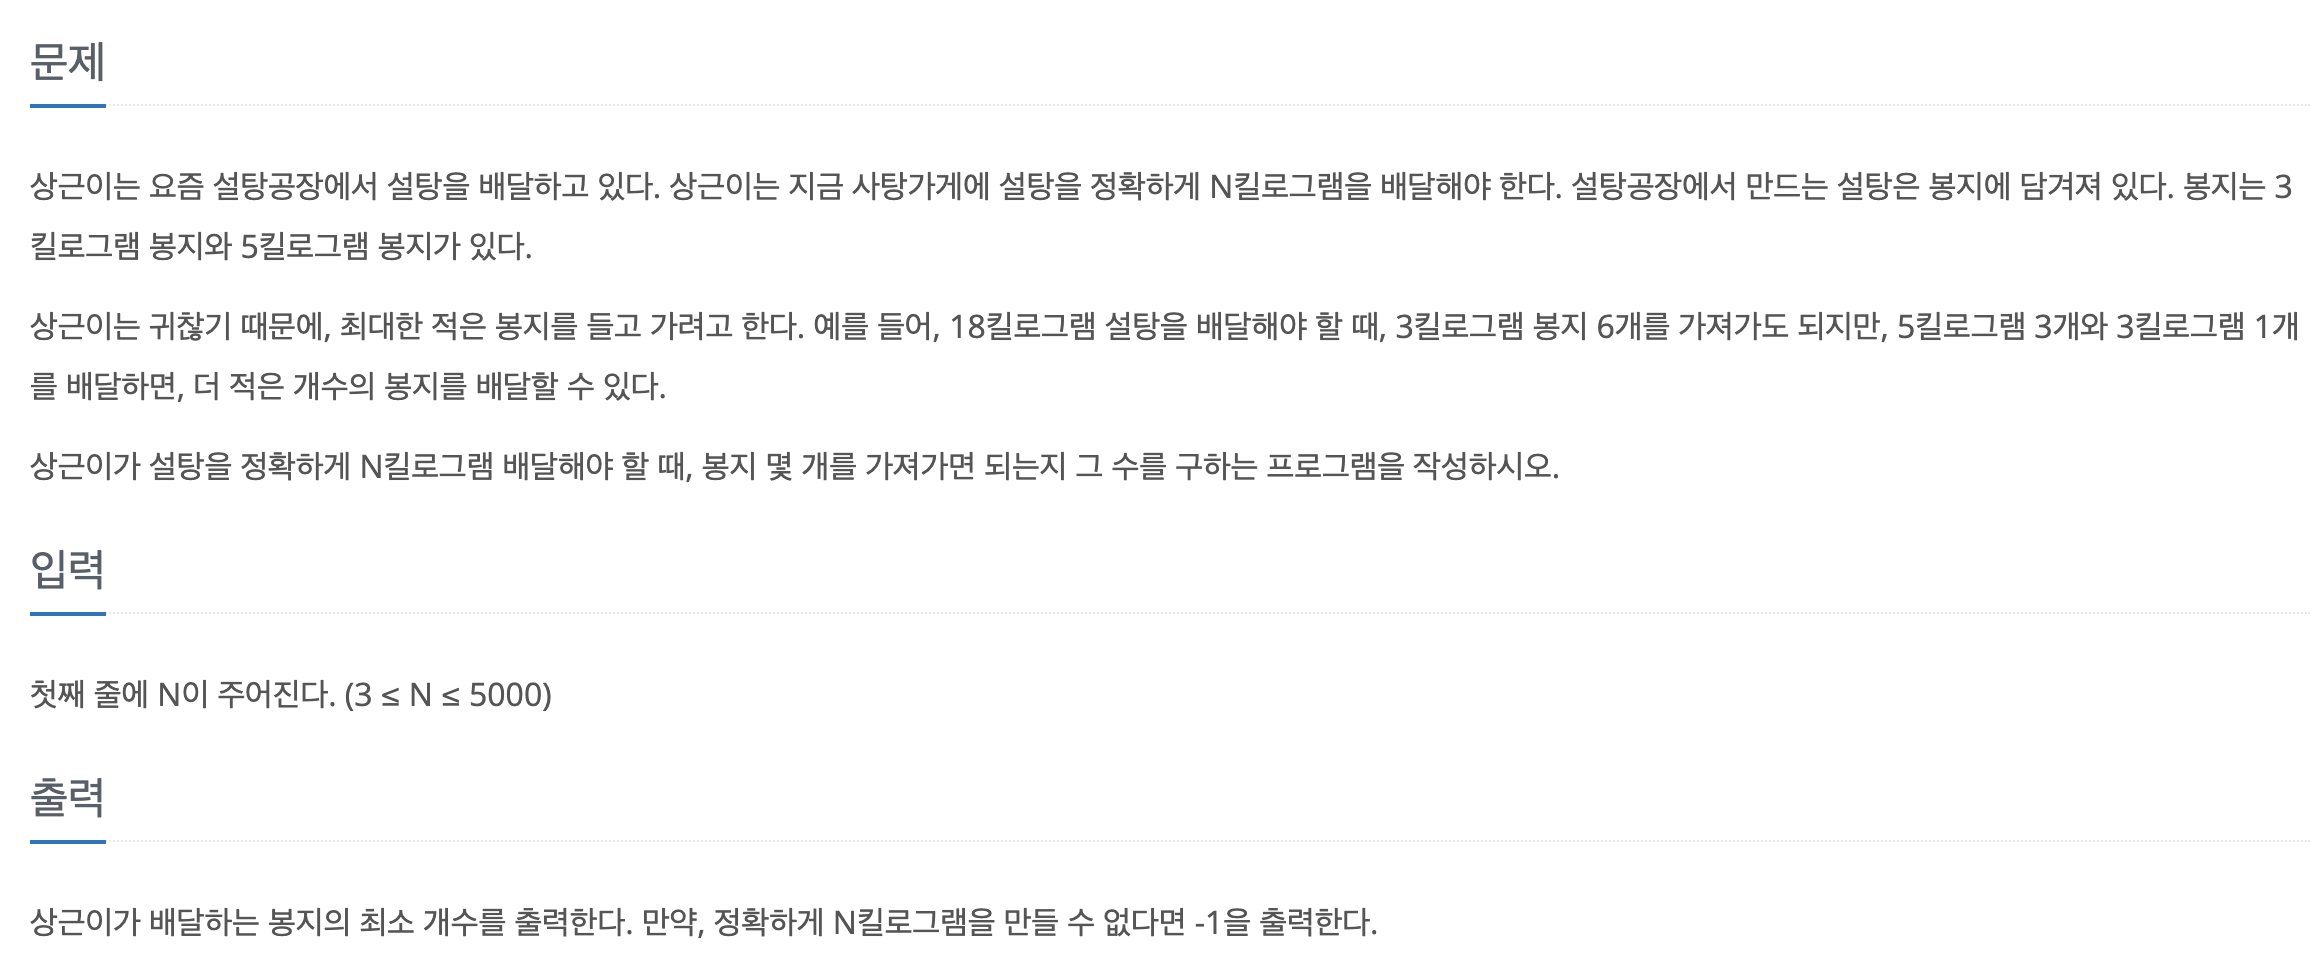 문제
상근이는 요즘 설탕공장에서 설탕을 배달하고 있다. 상근이는 지금 사탕가게에 설탕을 정확하게 N킬로그램을 배달해야 한다. 설탕공장에서 만드는 설탕은 봉지에 담겨져 있다. 봉지는 3
킬로그램 봉지와 5킬로그램 봉지가 있다.
상근이는 귀찮기 때문에, 최대한 적은 봉지를 들고 가려고 한다. 예를 들어, 18킬로그램 설탕을 배달해야 할 때, 3킬로그램 봉지 6개를 가져가도 되지만, 5킬로그램 3개와 3킬로그램 1개
를 배달하면, 더 적은 개수의 봉지를 배달할 수 있다.
상근이가 설탕을 정확하게 N킬로그램 배달해야 할 때, 봉지 몇 개를 가져가면 되는지 그 수를 구하는 프로그램을 작성하시오.
입력
첫째 줄에 N이 주어진다. (3 ≤ N ≤ 5000)
출력
상근이가 배달하는 봉지의 최소 개수를 출력한다. 만약, 정확하게 N킬로그램을 만들 수 없다면 -1을 출력한다.